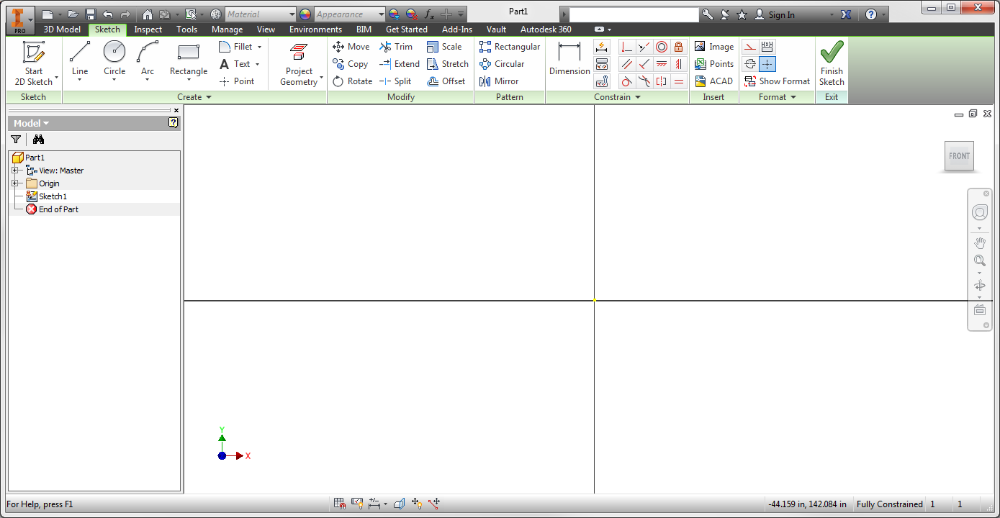 Material Appearance Part1 Sign In
PRO 3D Model Sketch Inspect Tools Manage View Environments BIM Get Started Add-Ins Vault Autodesk 360
Fillet Move Trim Scale Rectangular Image
Text Copy Extend Stretch Circular Points
Start 2D Sketch Line Circle Arc Rectangle Project Geometry Dimension Finish Sketch
Point Rotate Split Offset Mirror ACAD Show Format
Sketch Create Modify Pattern Constrain Insert Format Exit
Model
Part1
View: Master
Origin
Sketch1
End of Part
FRONT
Y
X
For Help, press F1 -44.159 in, 142.084 in Fully Constrained 1 1